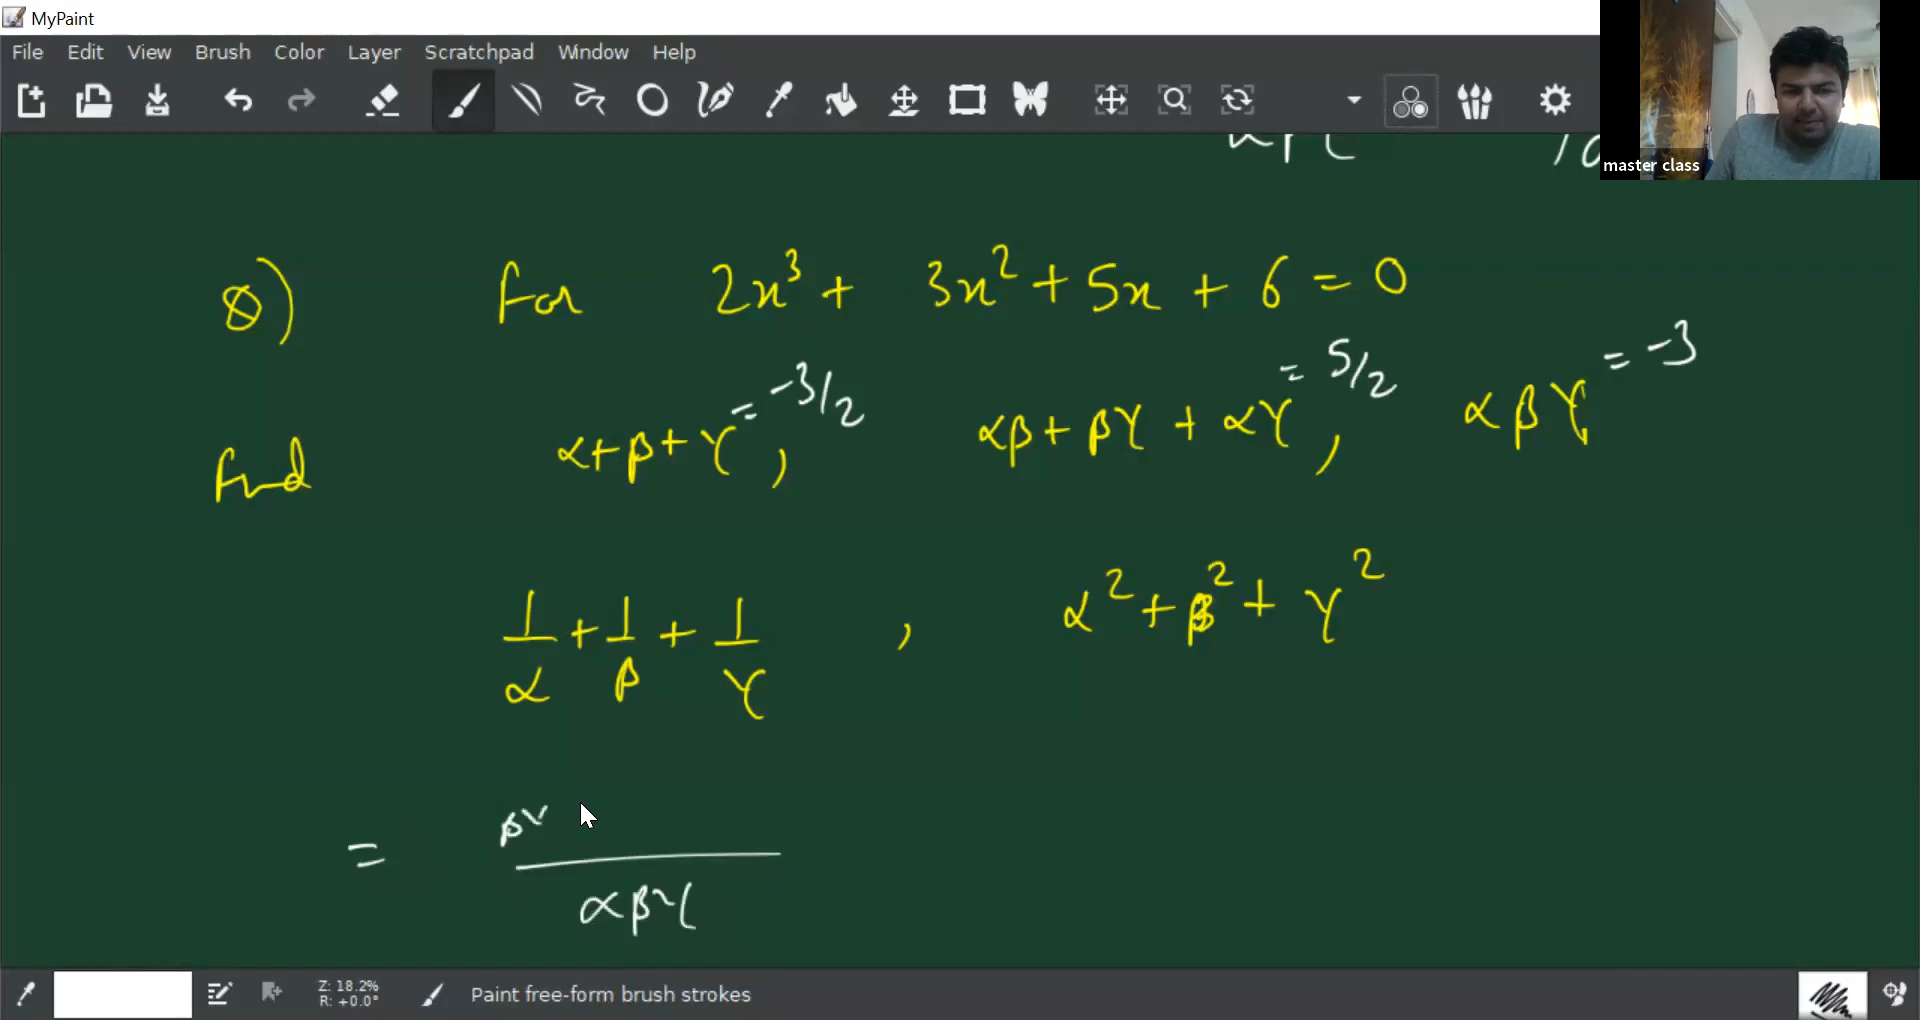 MyPaint
File Edit View Brush Color Layer Scratchpad Window Help
master class
Q) For 2x³ + 3x² + 5x + 6 = 0
find α+β+γ = -3/2, αβ+βγ+αγ = 5/2, αβγ = -3
1/α + 1/β + 1/γ , α² + β² + γ²
= βγ / αβγ
Z: 18.2%
R: +0.0°
Paint free-form brush strokes